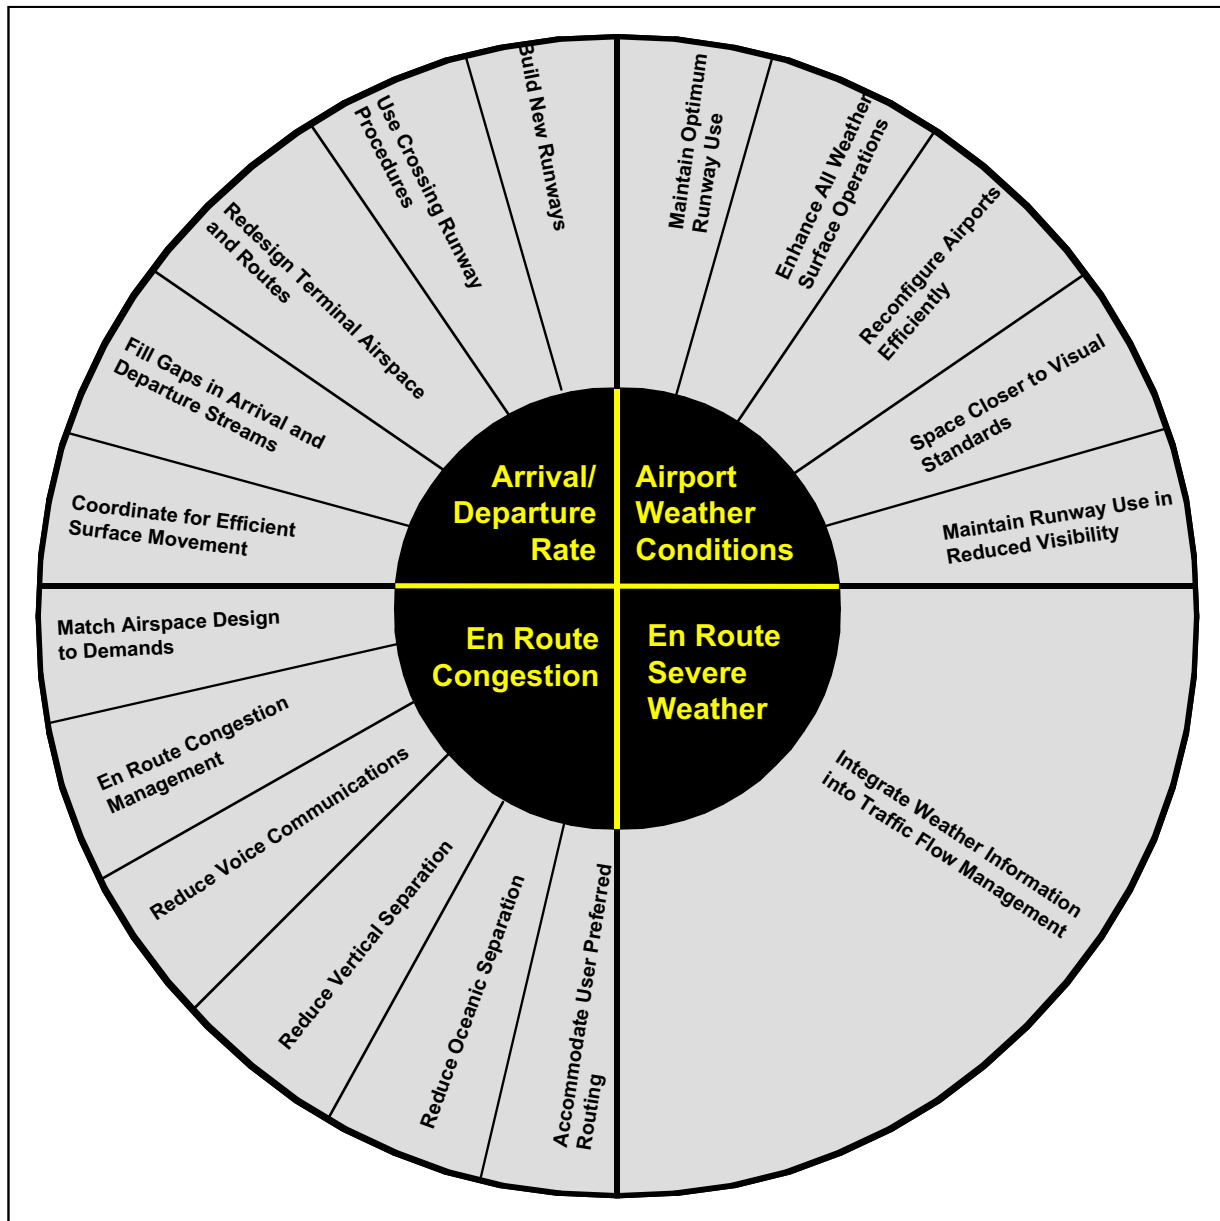 Build New Runways
Use Crossing Runway
Procedures
Redesign Terminal Airspace
and Routes
Fill Gaps in Arrival and
Departure Streams
Coordinate for Efficient
Surface Movement
Maintain Optimum
Runway Use
Enhance All Weather
Surface Operations
Reconfigure Airports
Efficiently
Space Closer to Visual
Standards
Maintain Runway Use in
Reduced Visibility
Arrival/
Departure
Rate
Airport
Weather
Conditions
En Route
Congestion
En Route
Severe
Weather
Match Airspace Design
to Demands
En Route Congestion
Management
Reduce Voice Communications
Reduce Vertical Separation
Reduce Oceanic Separation
Accommodate User Preferred
Routing
Integrate Weather Information
into Traffic Flow Management